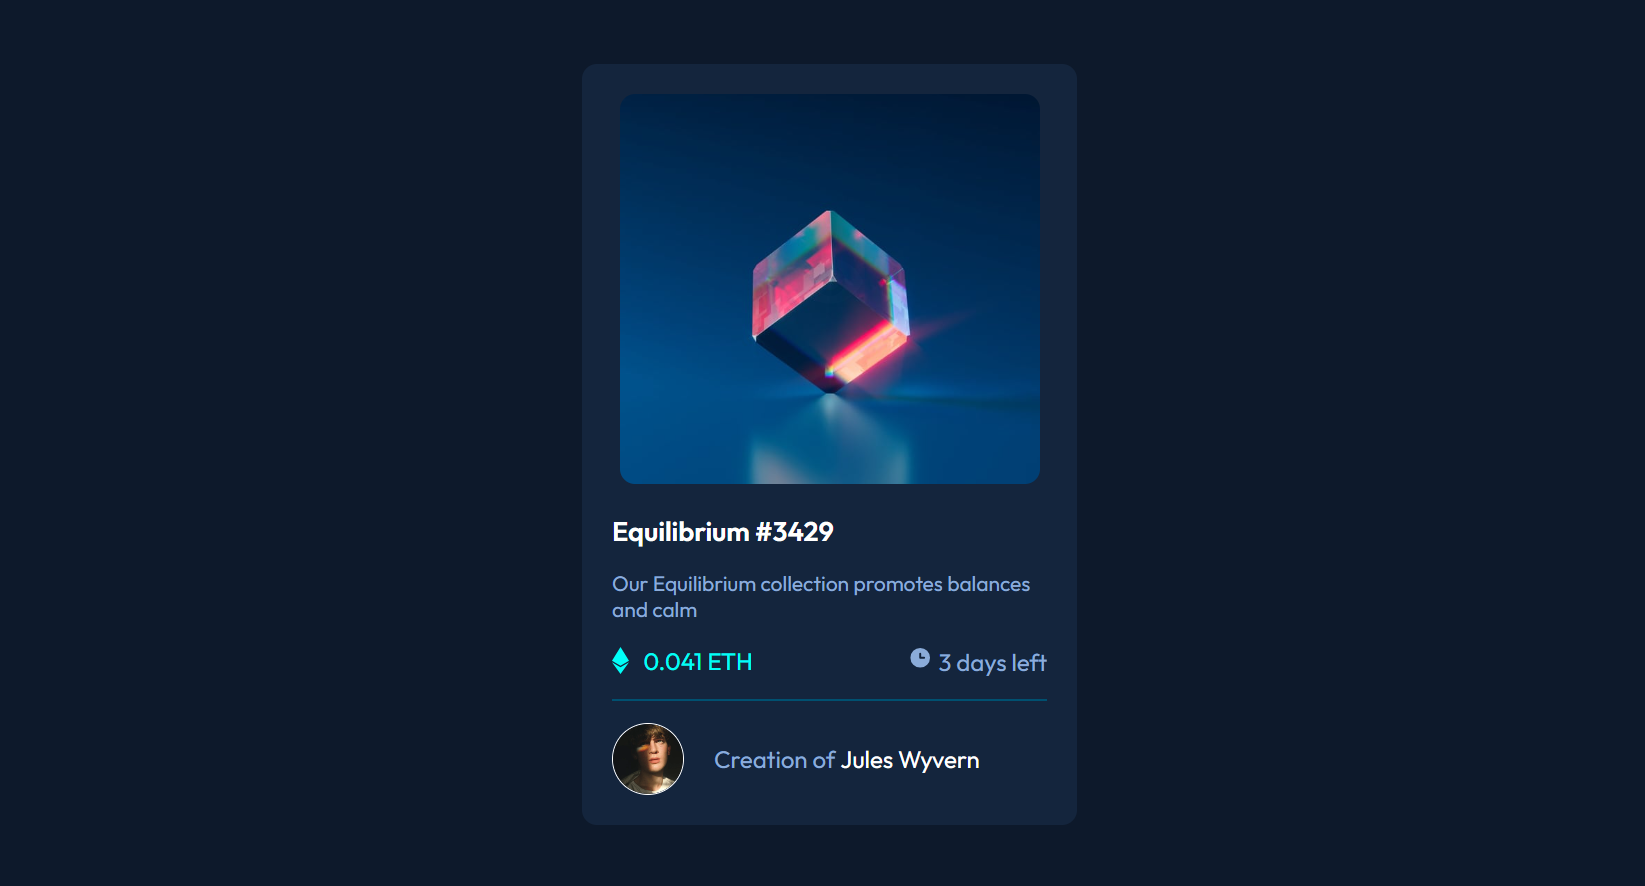 Equilibrium #3429
Our Equilibrium collection promotes balances
and calm
0.041 ETH
3 days left
Creation of Jules Wyvern